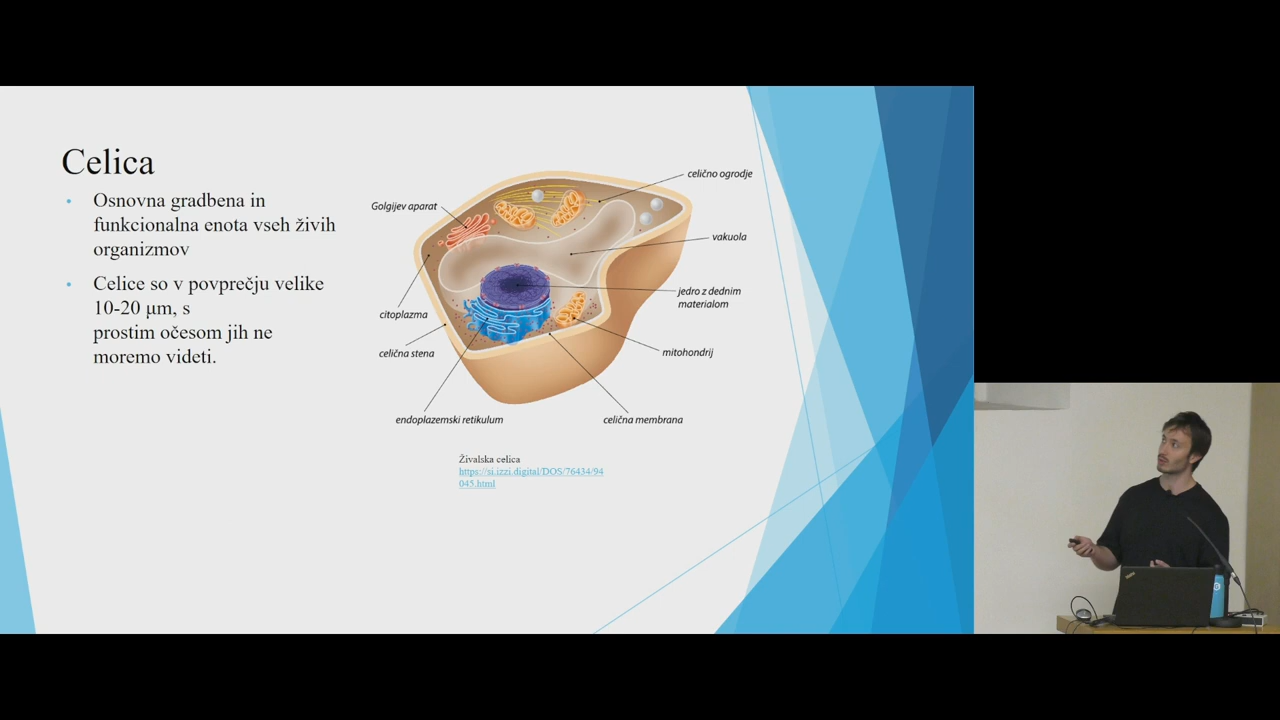 Celica
• Osnovna gradbena in
funkcionalna enota vseh živih
organizmov
• Celice so v povprečju velike
10-20 μm, s
prostim očesom jih ne
moremo videti.
celično ogrodje
Golgijev aparat
vakuola
jedro z dednim
materialom
citoplazma
celična stena
mitohondrij
endoplazemski retikulum
celična membrana
Živalska celica
https://si.izzi.digital/DOS/76434/94
045.html